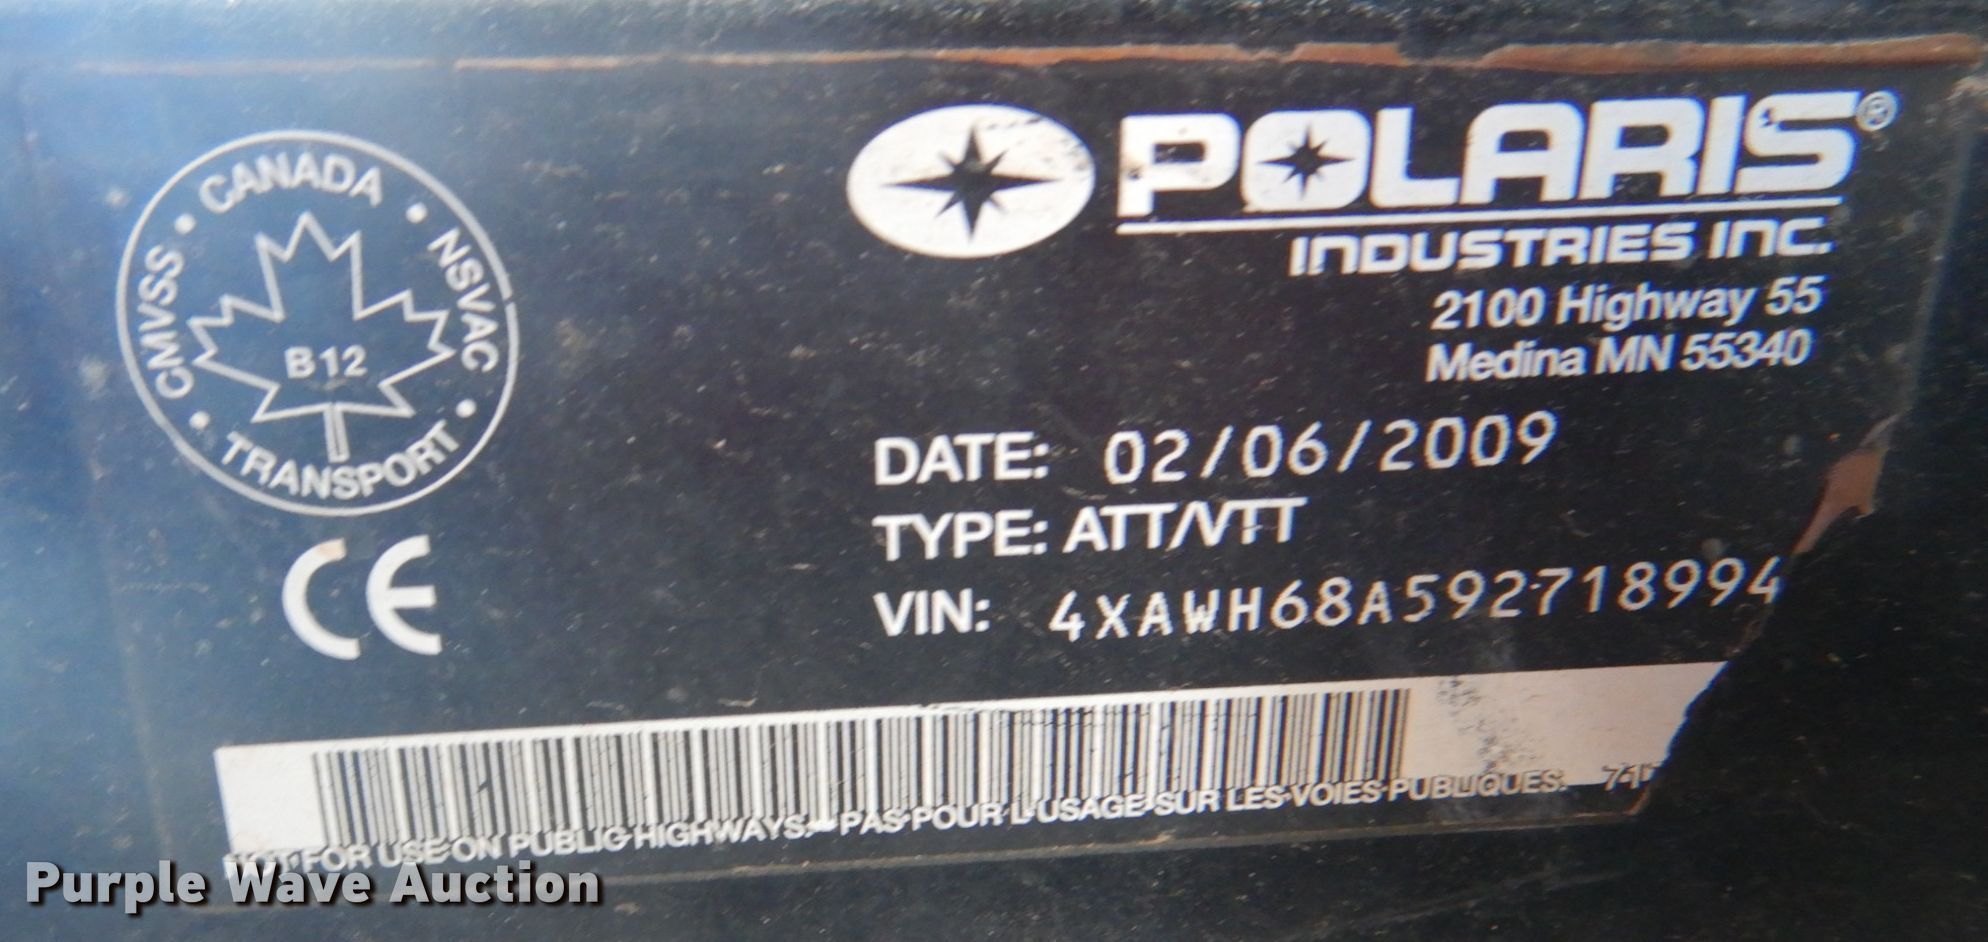 CANADA
CMVSS • NSVAC
B12
TRANSPORT
CE
POLARIS®
INDUSTRIES INC.
2100 Highway 55
Medina MN 55340
DATE: 02/06/2009
TYPE: ATT/VTT
VIN: 4XAWH68A592718994
NOT FOR USE ON PUBLIC HIGHWAYS.- PAS POUR L'USAGE SUR LES VOIES PUBLIQUES.
Purple Wave Auction